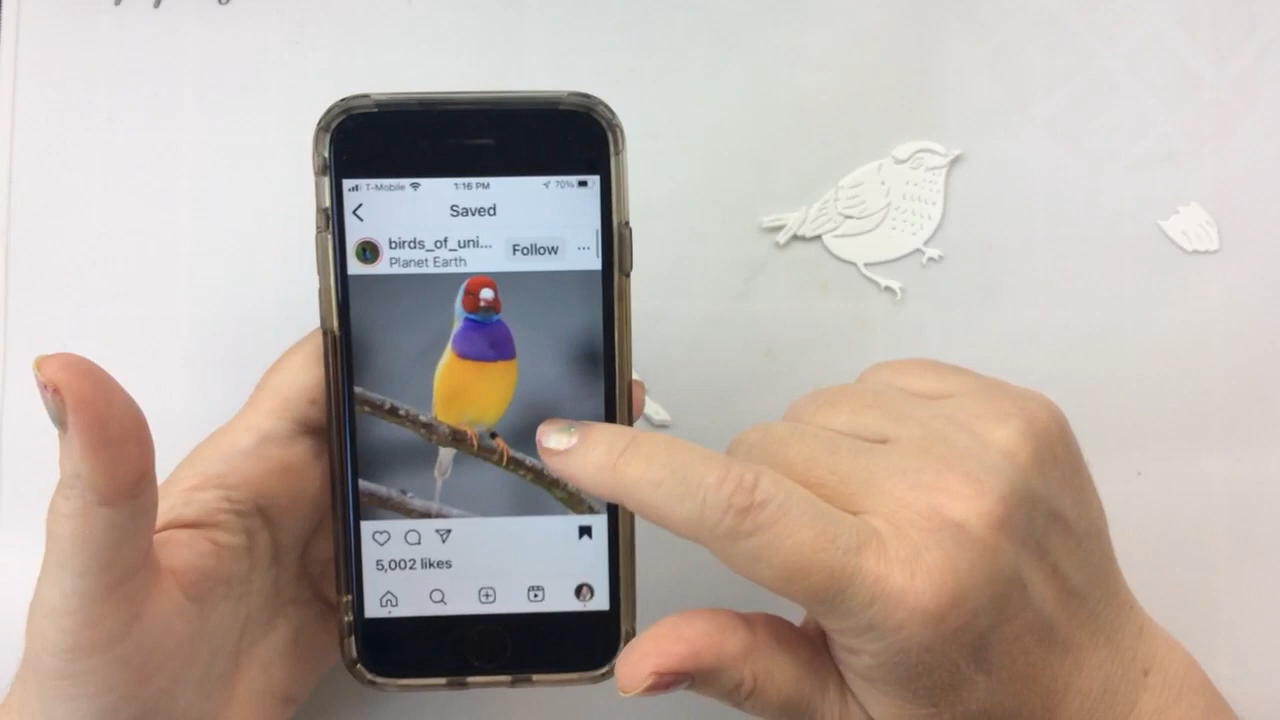 T-Mobile 1:16 PM 70%
Saved
birds_of_uni... Follow ...
Planet Earth
5,002 likes